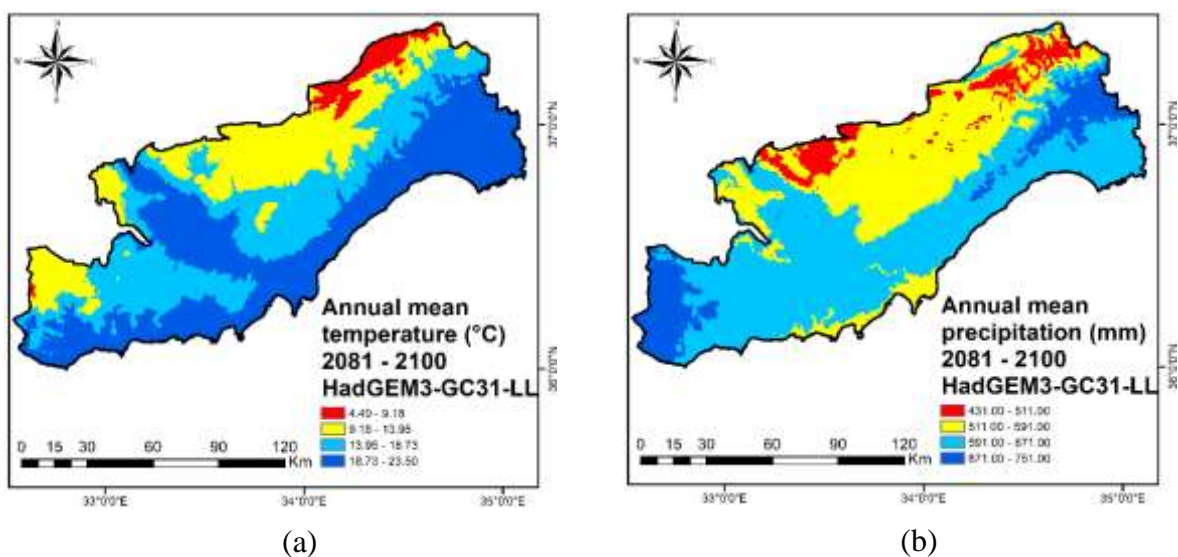 N
W
E
S
37°0'0"N
36°0'0"N
Annual mean
temperature (°C)
2081 - 2100
HadGEM3-GC31-LL
4.40 - 9.18
9.18 - 13.95
13.95 - 18.73
18.73 - 23.50
0 15 30 60 90 120
Km
33°0'0"E 34°0'0"E 35°0'0"E
(a)
N
W
E
S
37°0'0"N
36°0'0"N
Annual mean
precipitation (mm)
2081 - 2100
HadGEM3-GC31-LL
431.00 - 511.00
511.00 - 591.00
591.00 - 671.00
671.00 - 751.00
0 15 30 60 90 120
Km
33°0'0"E 34°0'0"E 35°0'0"E
(b)